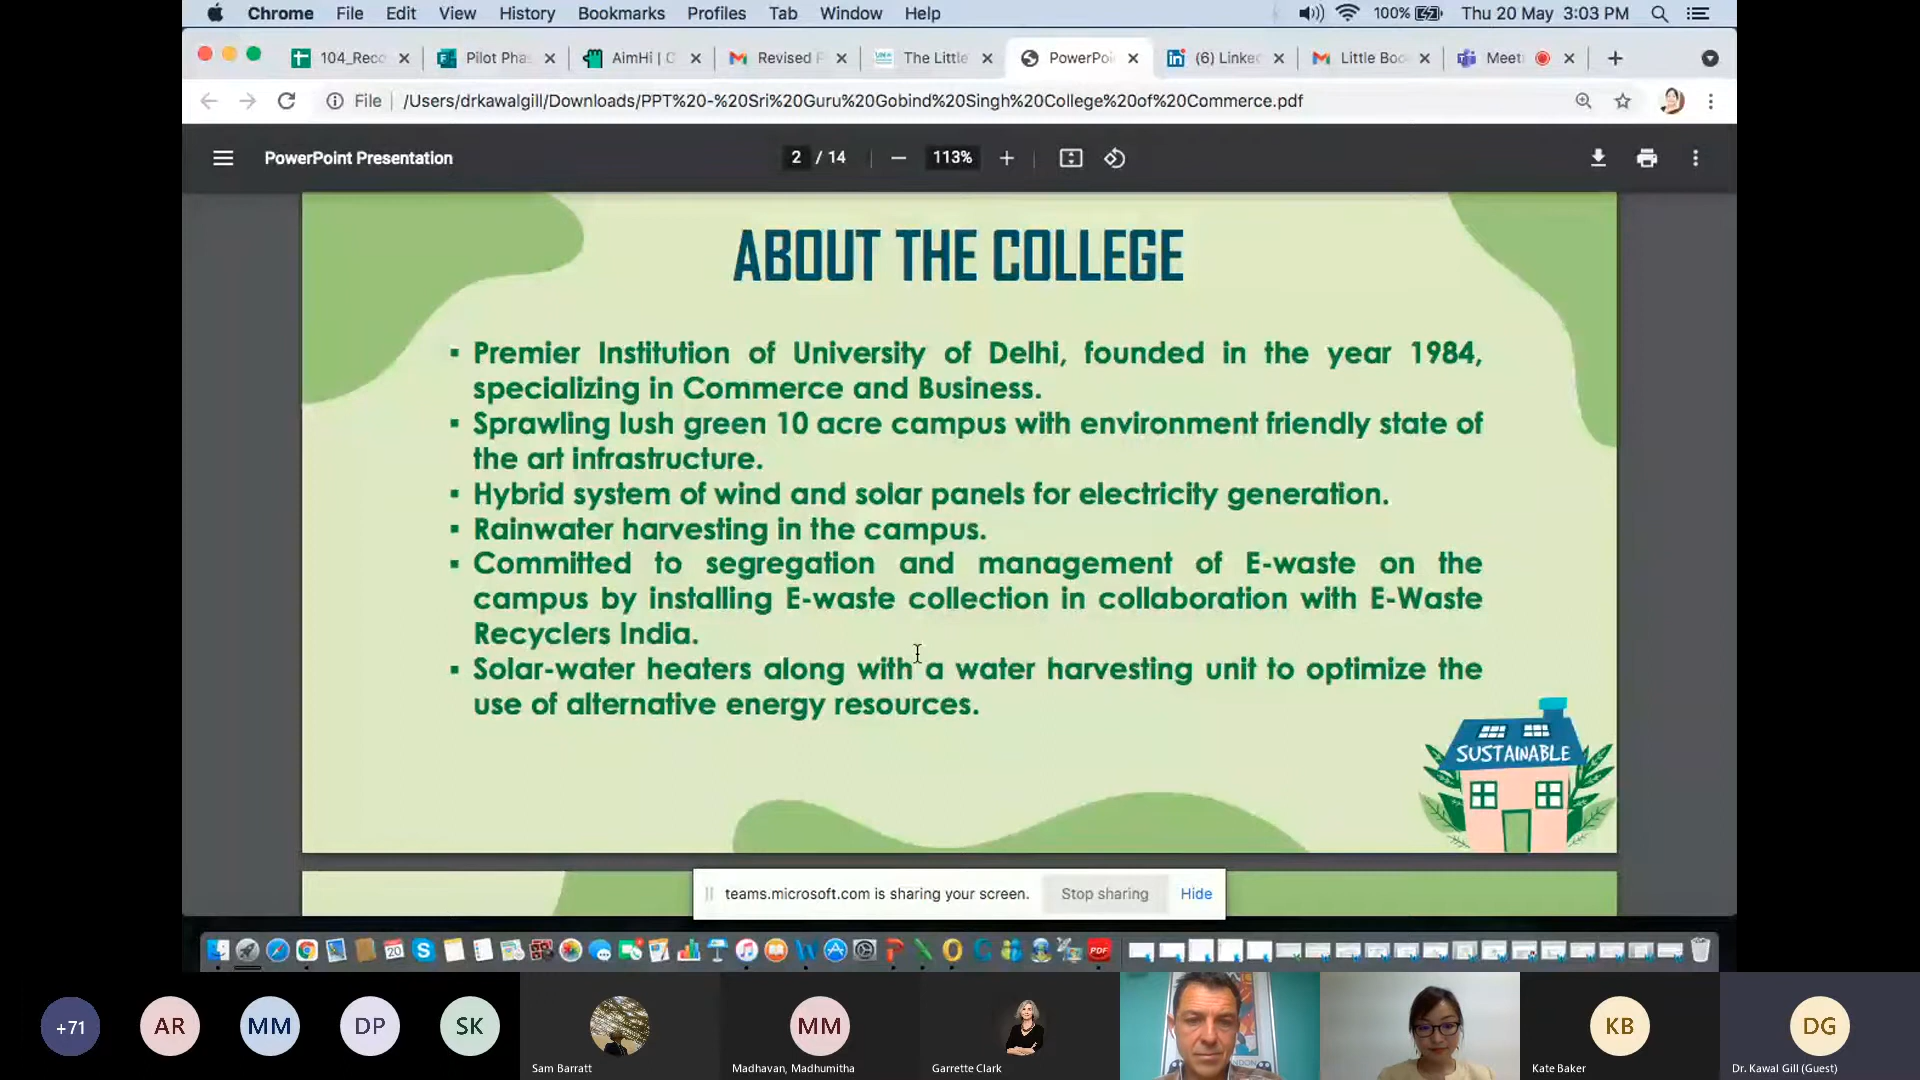 Chrome File Edit View History Bookmarks Profiles Tab Window Help 100% Thu 20 May 3:03 PM
104_Reco Pilot Pha AimHi | C Revised F The Little PowerPoi (6) Linke Little Boo Meet
File /Users/drkawalgill/Downloads/PPT%20-%20Sri%20Guru%20Gobind%20Singh%20College%20of%20Commerce.pdf
PowerPoint Presentation 2 / 14 113%
ABOUT THE COLLEGE
▪ Premier Institution of University of Delhi, founded in the year 1984,
specializing in Commerce and Business.
▪ Sprawling lush green 10 acre campus with environment friendly state of
the art infrastructure.
▪ Hybrid system of wind and solar panels for electricity generation.
▪ Rainwater harvesting in the campus.
▪ Committed to segregation and management of E-waste on the
campus by installing E-waste collection in collaboration with E-Waste
Recyclers India.
▪ Solar-water heaters along with a water harvesting unit to optimize the
use of alternative energy resources.
SUSTAINABLE
teams.microsoft.com is sharing your screen. Stop sharing Hide
20
PDF
+71 AR MM DP SK MM KB DG
Sam Barratt Madhavan, Madhumitha Garrette Clark Kate Baker Dr. Kawal Gill (Guest)